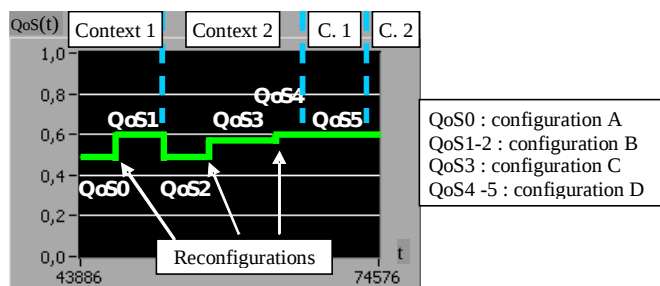 QoS(t)
Context 1
Context 2
C. 1
C. 2
1,0
0,8
0,6
0,4
0,2
0,0
QoS0
QoS1
QoS2
QoS3
QoS4
QoS5
Reconfigurations
t
43886
74576
QoS0 : configuration A
QoS1-2 : configuration B
QoS3 : configuration C
QoS4 -5 : configuration D